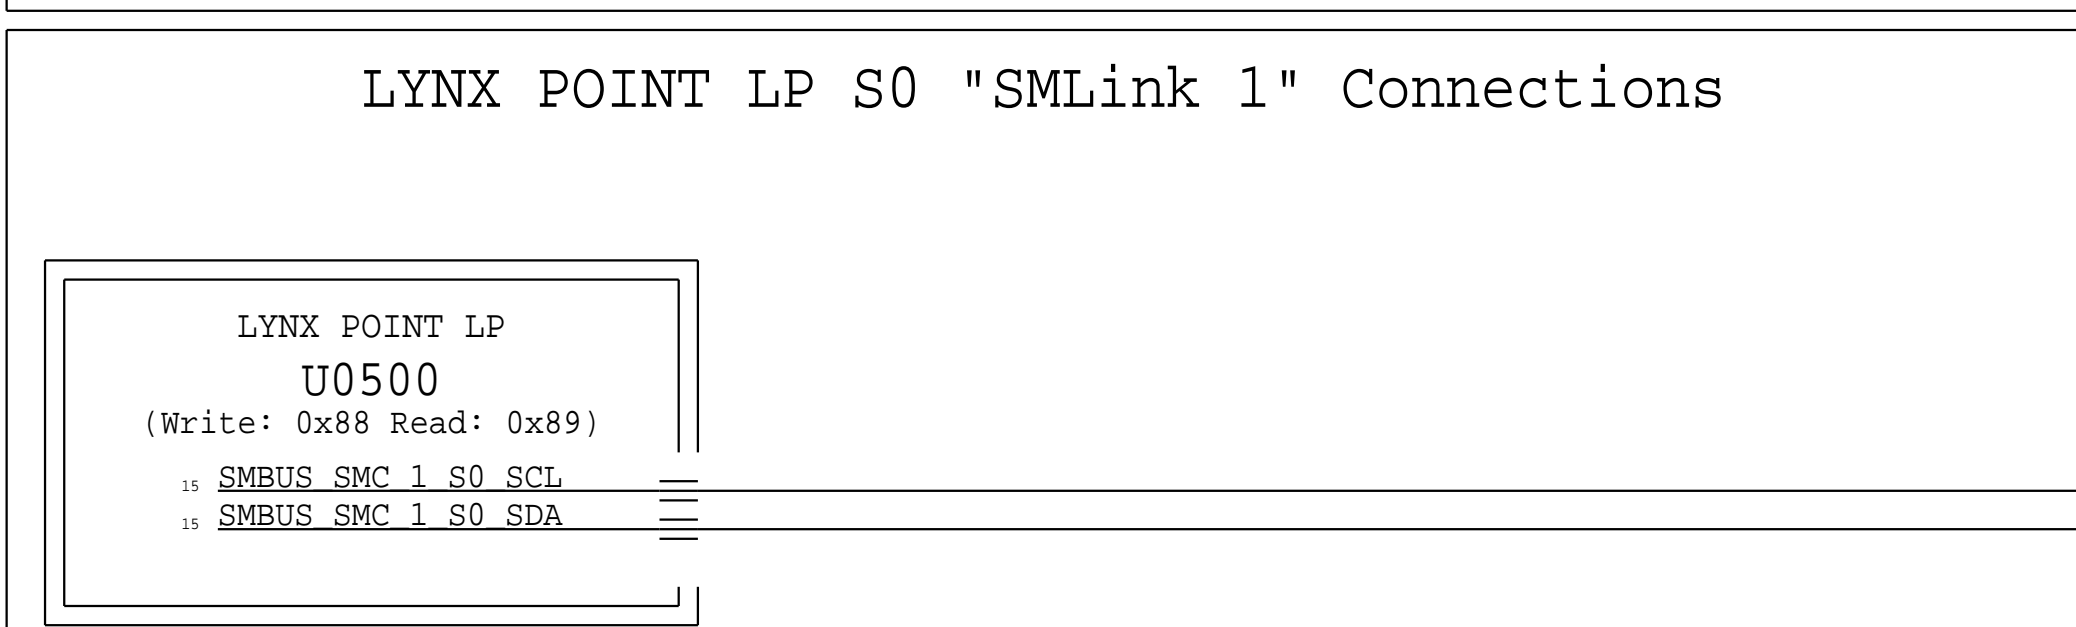 LYNX POINT LP S0 "SMLink 1" Connections
LYNX POINT LP
U0500
(Write: 0x88 Read: 0x89)
15 SMBUS_SMC_1_S0_SCL
15 SMBUS_SMC_1_S0_SDA